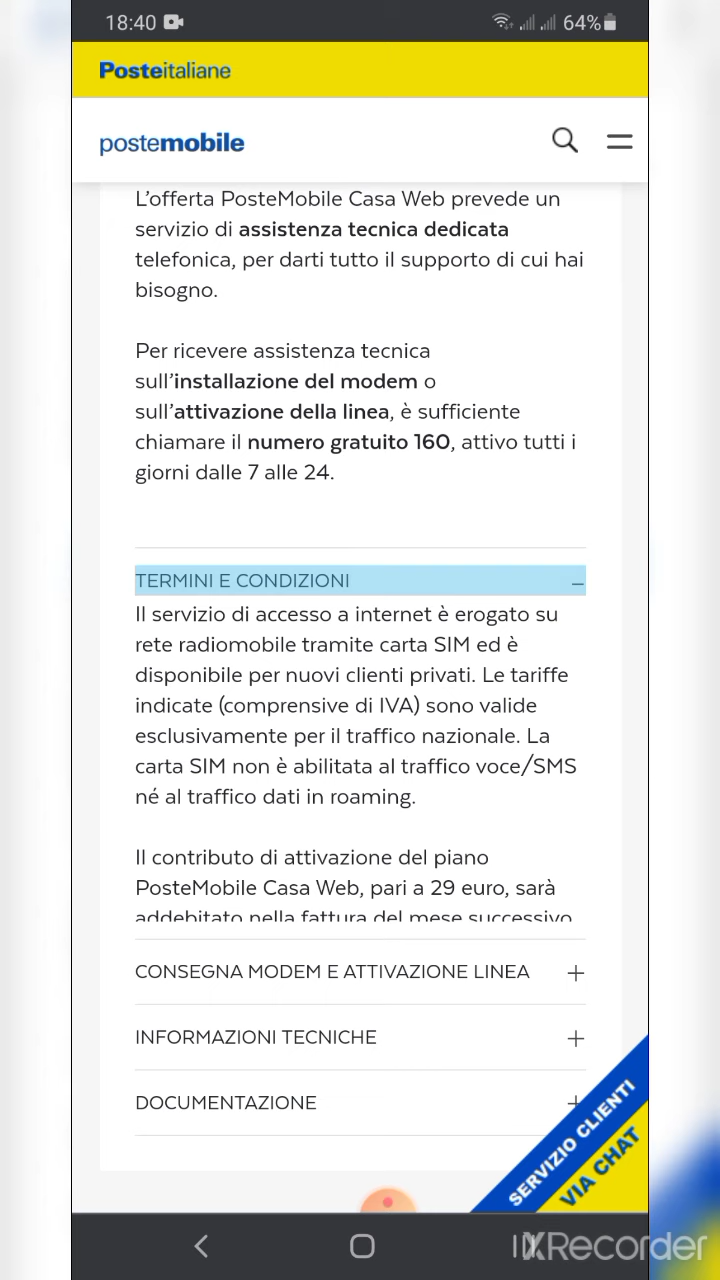 18:40
64%
Posteitaliane
postemobile
L’offerta PosteMobile Casa Web prevede un
servizio di assistenza tecnica dedicata
telefonica, per darti tutto il supporto di cui hai
bisogno.
Per ricevere assistenza tecnica
sull’installazione del modem o
sull’attivazione della linea, è sufficiente
chiamare il numero gratuito 160, attivo tutti i
giorni dalle 7 alle 24.
TERMINI E CONDIZIONI
Il servizio di accesso a internet è erogato su
rete radiomobile tramite carta SIM ed è
disponibile per nuovi clienti privati. Le tariffe
indicate (comprensive di IVA) sono valide
esclusivamente per il traffico nazionale. La
carta SIM non è abilitata al traffico voce/SMS
né al traffico dati in roaming.
Il contributo di attivazione del piano
PosteMobile Casa Web, pari a 29 euro, sarà
addebitato nella fattura del mese successivo
CONSEGNA MODEM E ATTIVAZIONE LINEA
INFORMAZIONI TECNICHE
DOCUMENTAZIONE
SERVIZIO CLIENTI
VIA CHAT
XRecorder